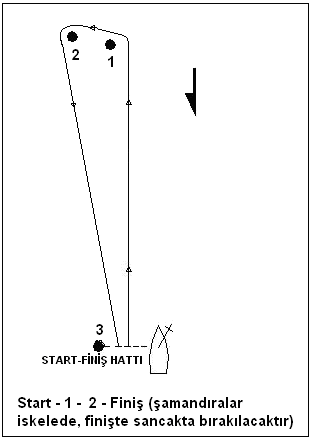 2
1
3
START-FİNİŞ HATTI
Start - 1 - 2 - Finiş (şamandıralar
iskelede, finişte sancakta bırakılacaktır)